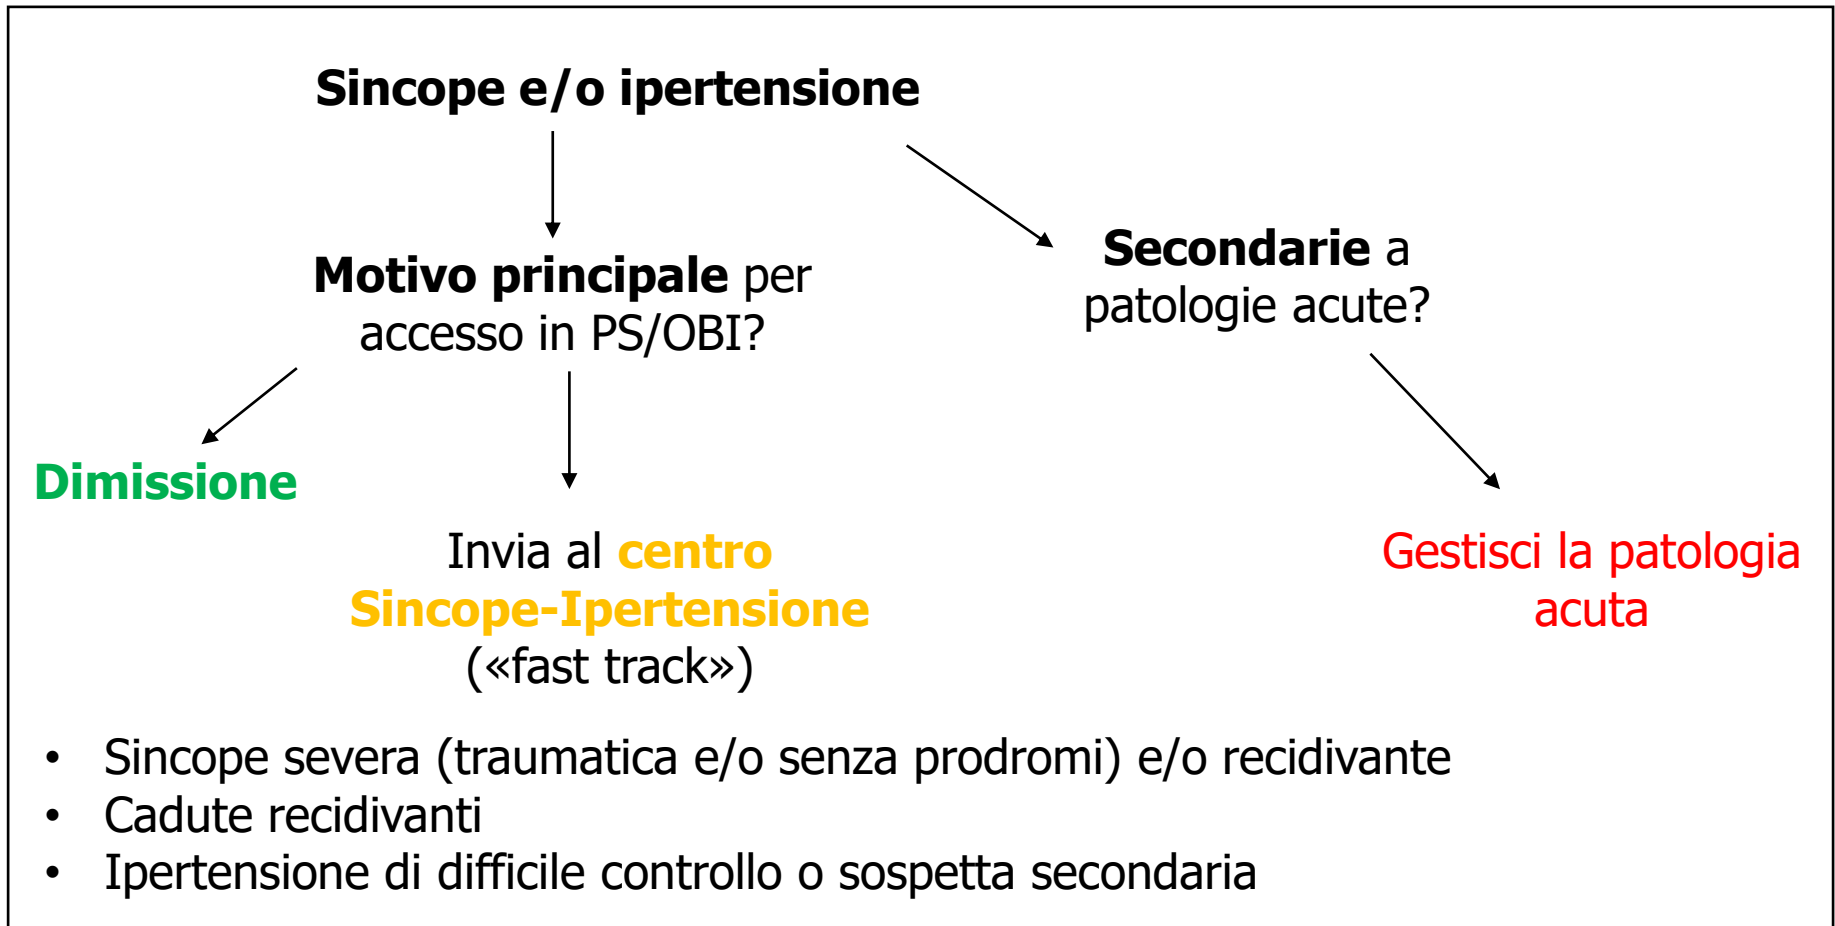 Sincope e/o ipertensione
Motivo principale per
accesso in PS/OBI?
Secondarie a
patologie acute?
Dimissione
Invia al centro
Sincope-Ipertensione
(«fast track»)
Gestisci la patologia
acuta
• Sincope severa (traumatica e/o senza prodromi) e/o recidivante
• Cadute recidivanti
• Ipertensione di difficile controllo o sospetta secondaria